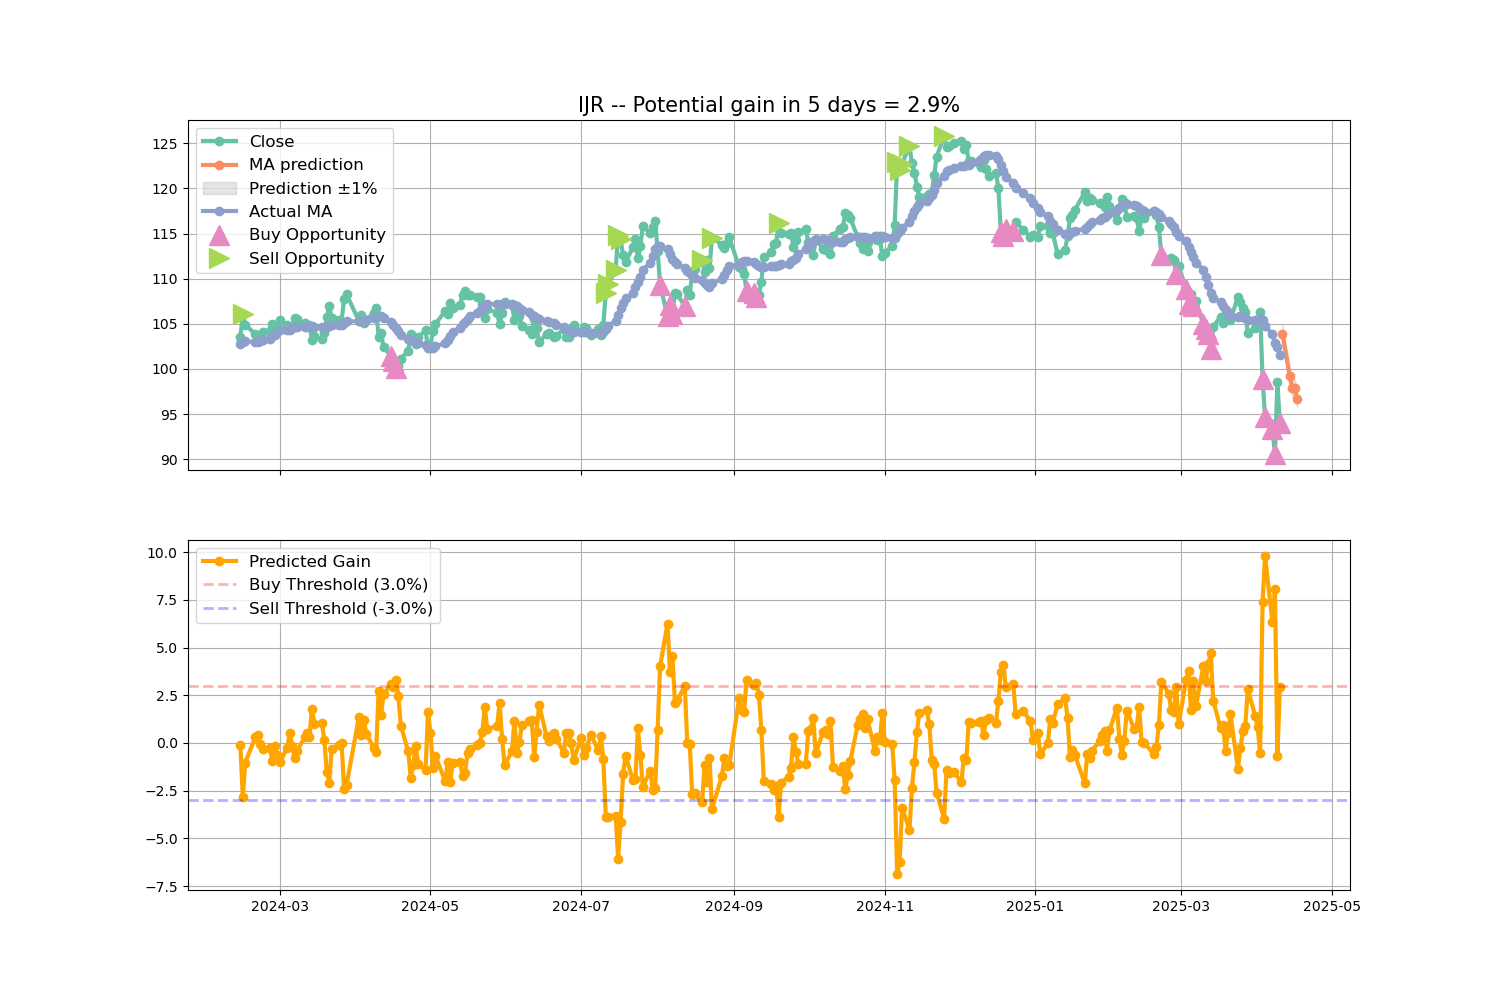 IJR -- Potential gain in 5 days = 2.9%
Close
MA prediction
Prediction ±1%
Actual MA
Buy Opportunity
Sell Opportunity
125
120
115
110
105
100
95
90
Predicted Gain
Buy Threshold (3.0%)
Sell Threshold (-3.0%)
10.0
7.5
5.0
2.5
0.0
−2.5
−5.0
−7.5
2024-03 2024-05 2024-07 2024-09 2024-11 2025-01 2025-03 2025-05